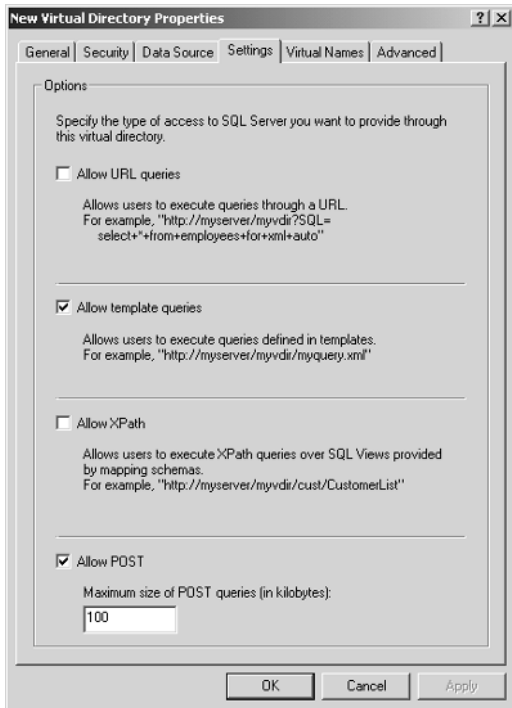 New Virtual Directory Properties
General Security Data Source Settings Virtual Names Advanced
Options
Specify the type of access to SQL Server you want to provide through
this virtual directory.
Allow URL queries
Allows users to execute queries through a URL.
For example, "http://myserver/myvdir?SQL=
select+*+from+employees+for+xml+auto"
Allow template queries
Allows users to execute queries defined in templates.
For example, "http://myserver/myvdir/myquery.xml"
Allow XPath
Allows users to execute XPath queries over SQL Views provided
by mapping schemas.
For example, "http://myserver/myvdir/cust/CustomerList"
Allow POST
Maximum size of POST queries (in kilobytes):
100
OK Cancel Apply